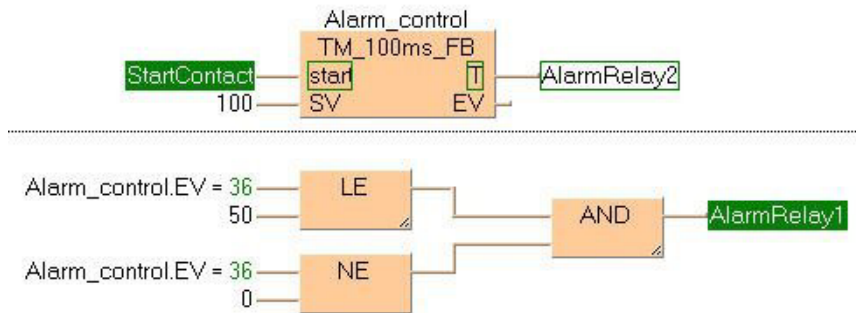 Alarm_control
TM_100ms_FB
StartContact start T AlarmRelay2
100 SV EV
Alarm_control.EV = 36 LE
50 AND AlarmRelay1
Alarm_control.EV = 36 NE
0